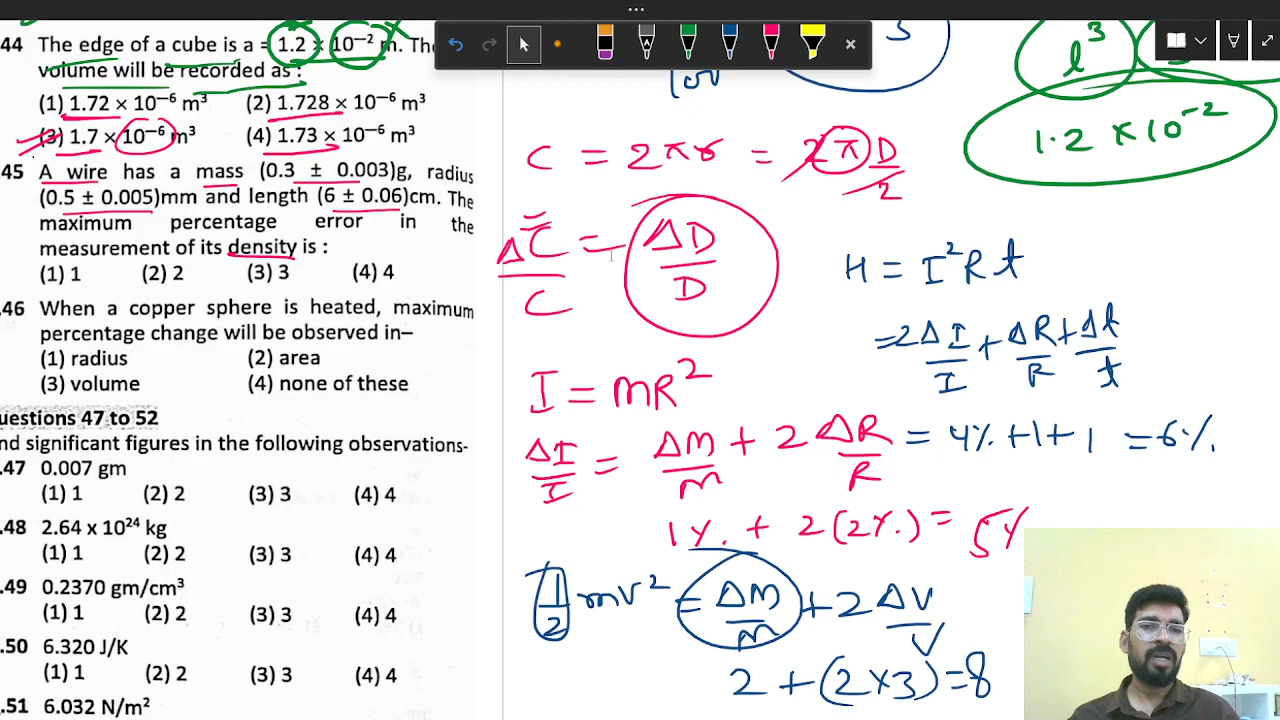 44 The edge of a cube is a = 1.2 × 10⁻² m. The
volume will be recorded as :
(1) 1.72 × 10⁻⁶ m³ (2) 1.728 × 10⁻⁶ m³
(3) 1.7 × 10⁻⁶ m³ (4) 1.73 × 10⁻⁶ m³
45 A wire has a mass (0.3 ± 0.003)g, radius
(0.5 ± 0.005)mm and length (6 ± 0.06)cm. The
maximum percentage error in the
measurement of its density is :
(1) 1 (2) 2 (3) 3 (4) 4
.46 When a copper sphere is heated, maximum
percentage change will be observed in–
(1) radius (2) area
(3) volume (4) none of these
uestions 47 to 52
nd significant figures in the following observations-
.47 0.007 gm
(1) 1 (2) 2 (3) 3 (4) 4
.48 2.64 x 10²⁴ kg
(1) 1 (2) 2 (3) 3 (4) 4
.49 0.2370 gm/cm³
(1) 1 (2) 2 (3) 3 (4) 4
.50 6.320 J/K
(1) 1 (2) 2 (3) 3 (4) 4
.51 6.032 N/m²
3
100
l³
1.2 × 10⁻²
C = 2πr = 2π D/2
ΔC/C = ΔD/D
H = I²Rt
= 2ΔI/I + ΔR/R + Δt/t
= 4% + 1 + 1 = 6%.
I = mR²
ΔI/I = ΔM/m + 2 ΔR/R
1%. + 2(2%.) = 5%
1/2 mv² = ΔM/m + 2 ΔV/V
2 + (2×3) = 8